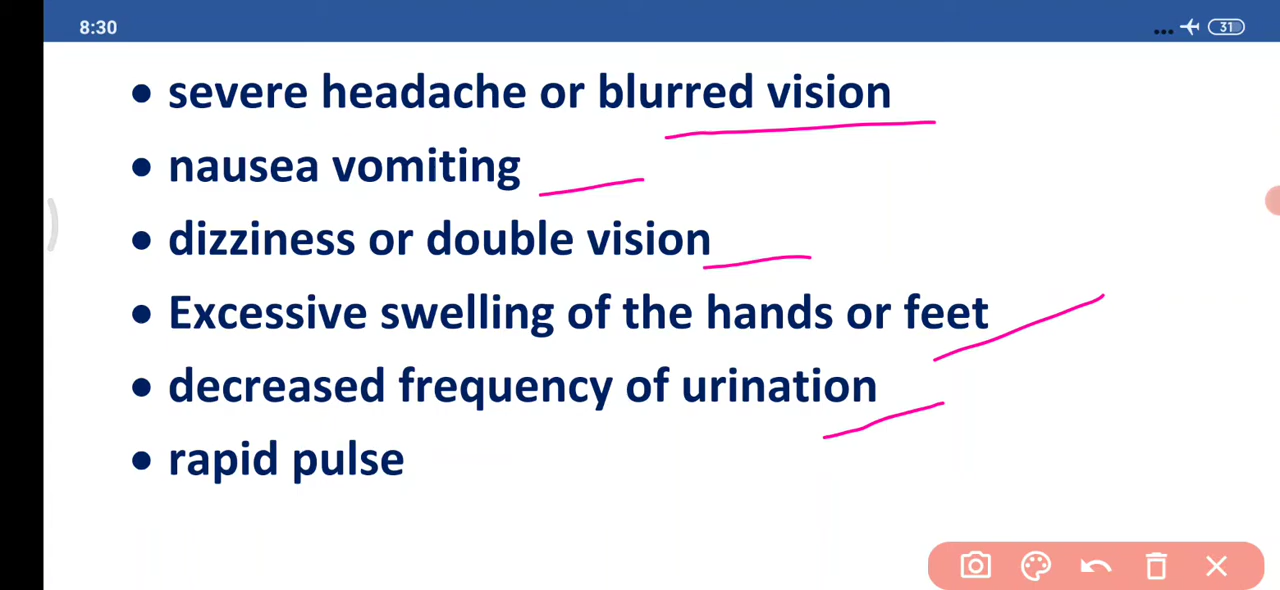 8:30
31
• severe headache or blurred vision
• nausea vomiting
• dizziness or double vision
• Excessive swelling of the hands or feet
• decreased frequency of urination
• rapid pulse